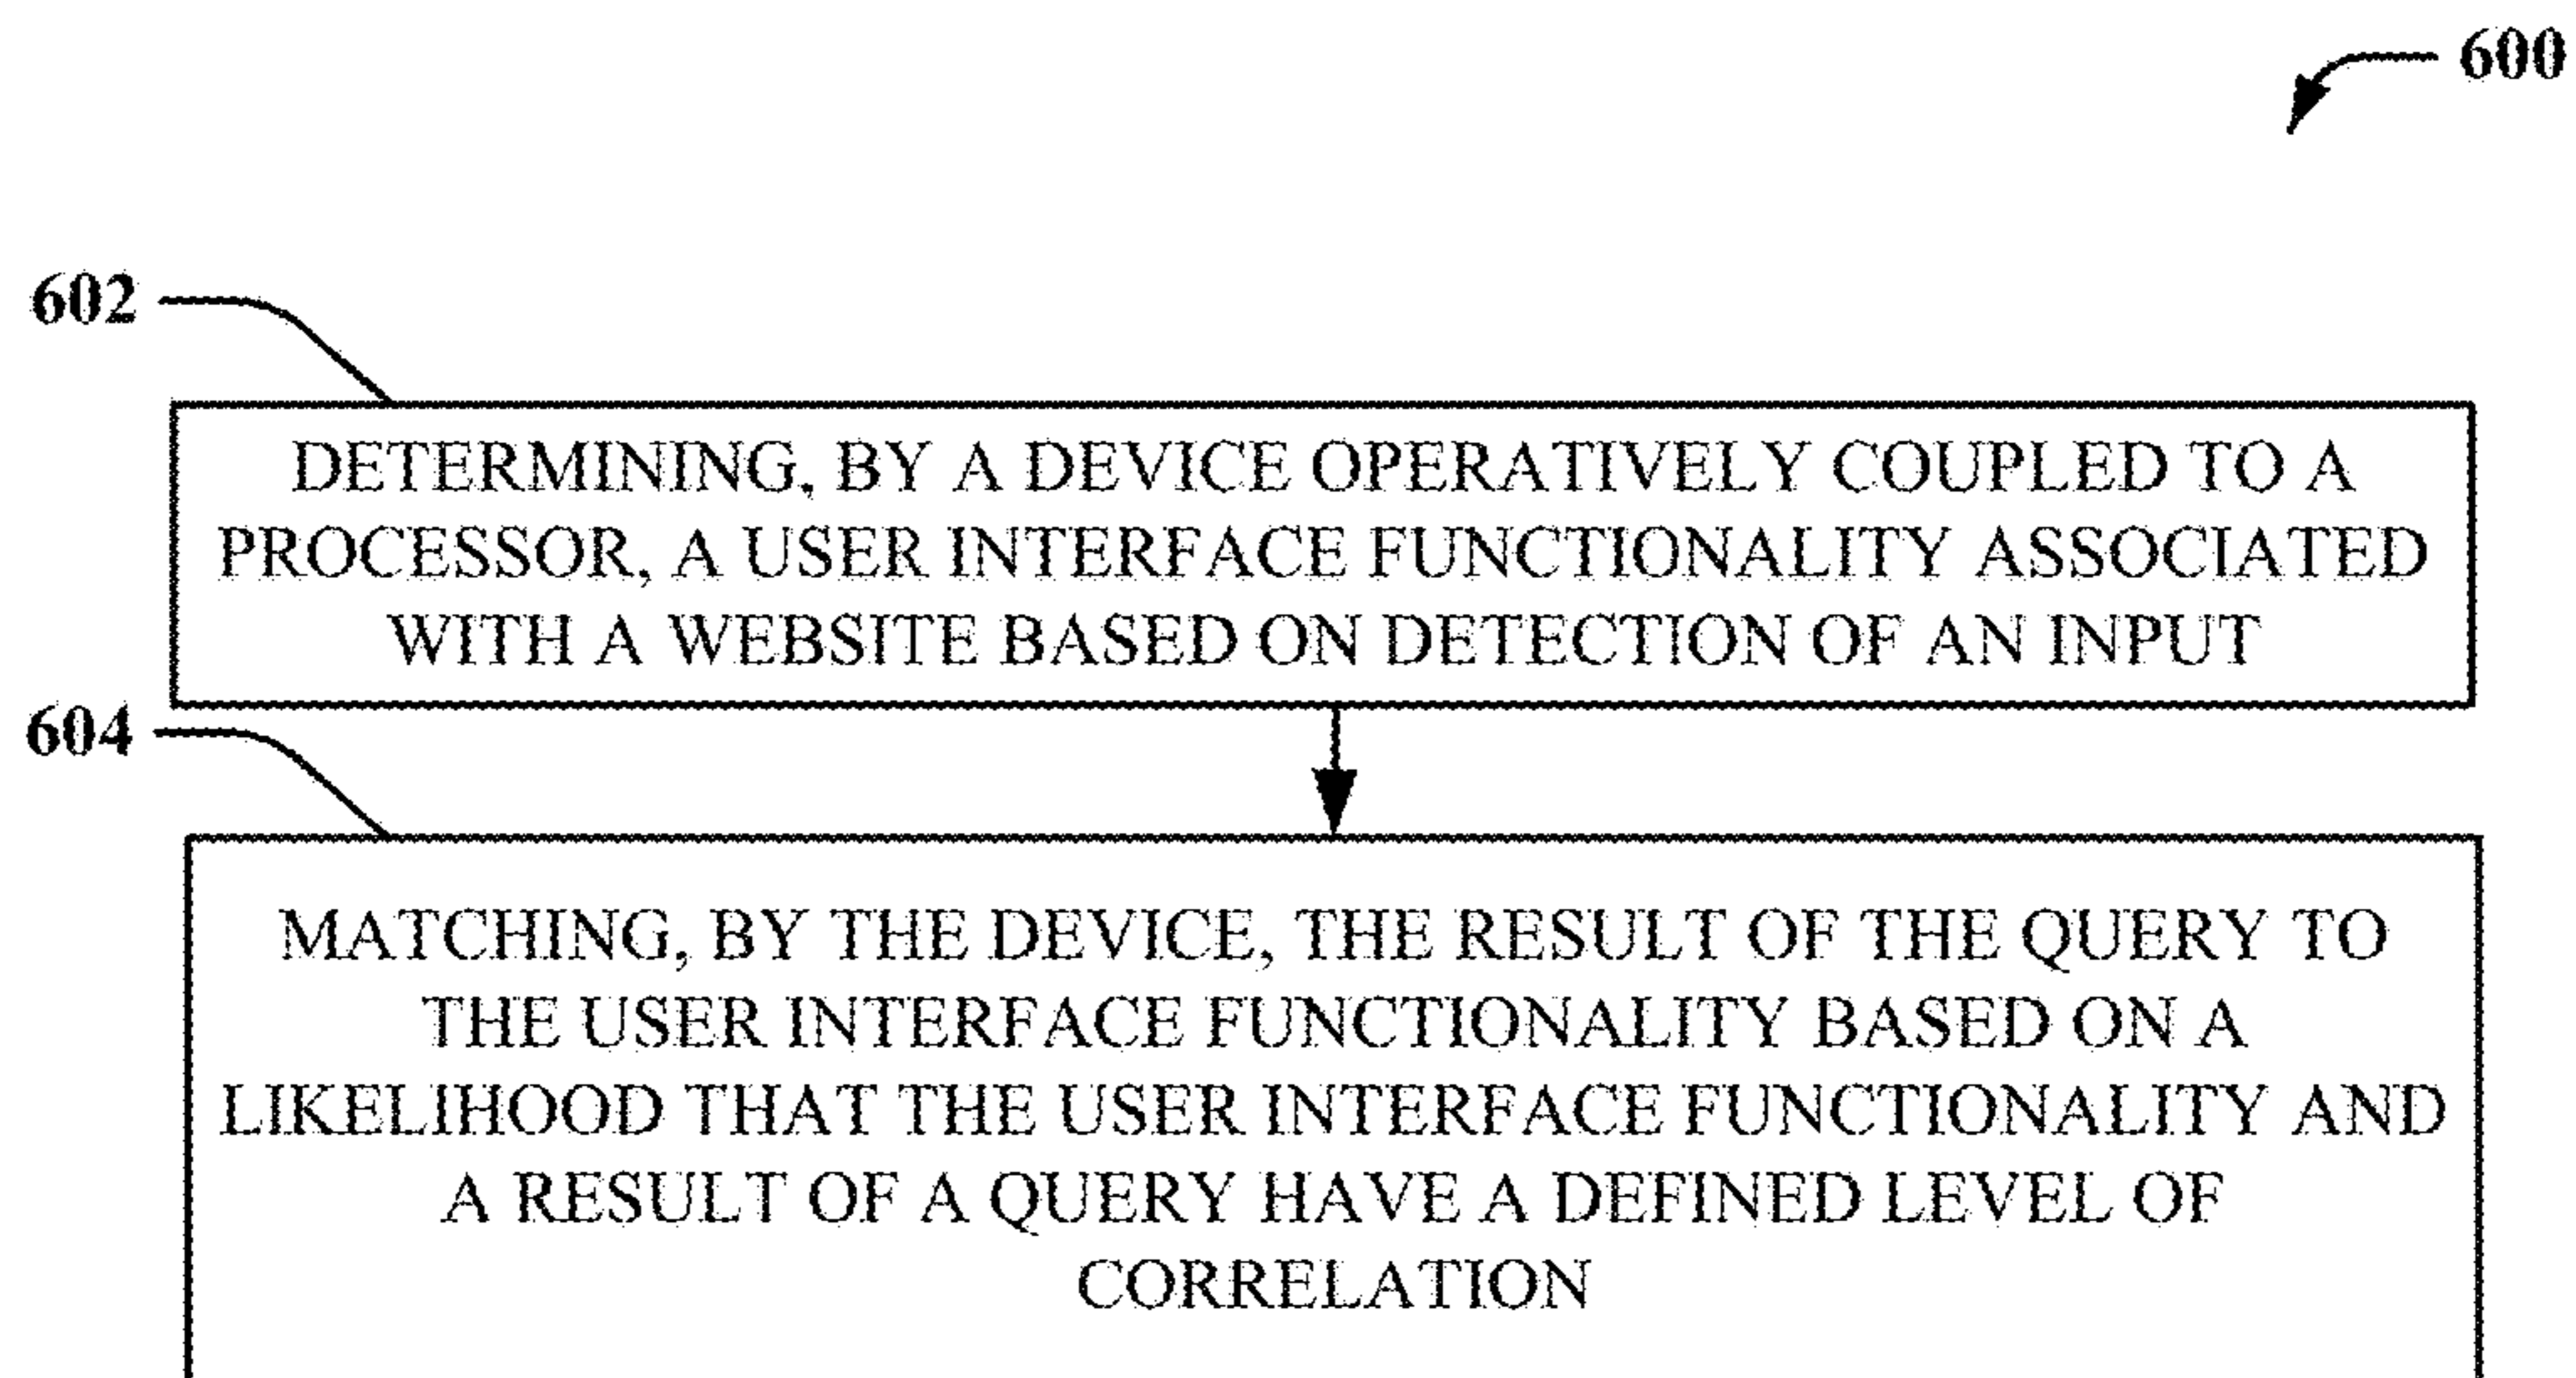 600
602
DETERMINING, BY A DEVICE OPERATIVELY COUPLED TO A
PROCESSOR, A USER INTERFACE FUNCTIONALITY ASSOCIATED
WITH A WEBSITE BASED ON DETECTION OF AN INPUT
604
MATCHING, BY THE DEVICE, THE RESULT OF THE QUERY TO
THE USER INTERFACE FUNCTIONALITY BASED ON A
LIKELIHOOD THAT THE USER INTERFACE FUNCTIONALITY AND
A RESULT OF A QUERY HAVE A DEFINED LEVEL OF
CORRELATION